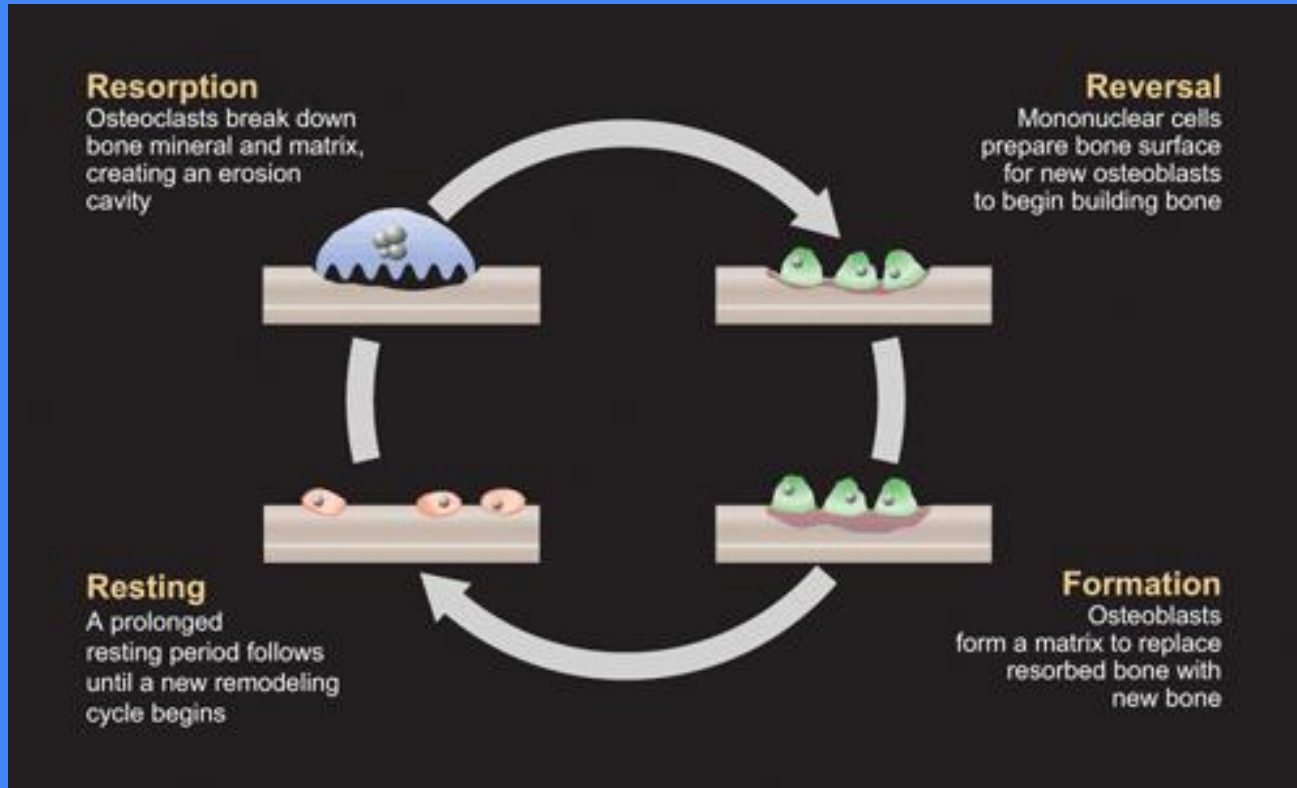 Resorption
Osteoclasts break down
bone mineral and matrix,
creating an erosion
cavity
Reversal
Mononuclear cells
prepare bone surface
for new osteoblasts
to begin building bone
Resting
A prolonged
resting period follows
until a new remodeling
cycle begins
Formation
Osteoblasts
form a matrix to replace
resorbed bone with
new bone